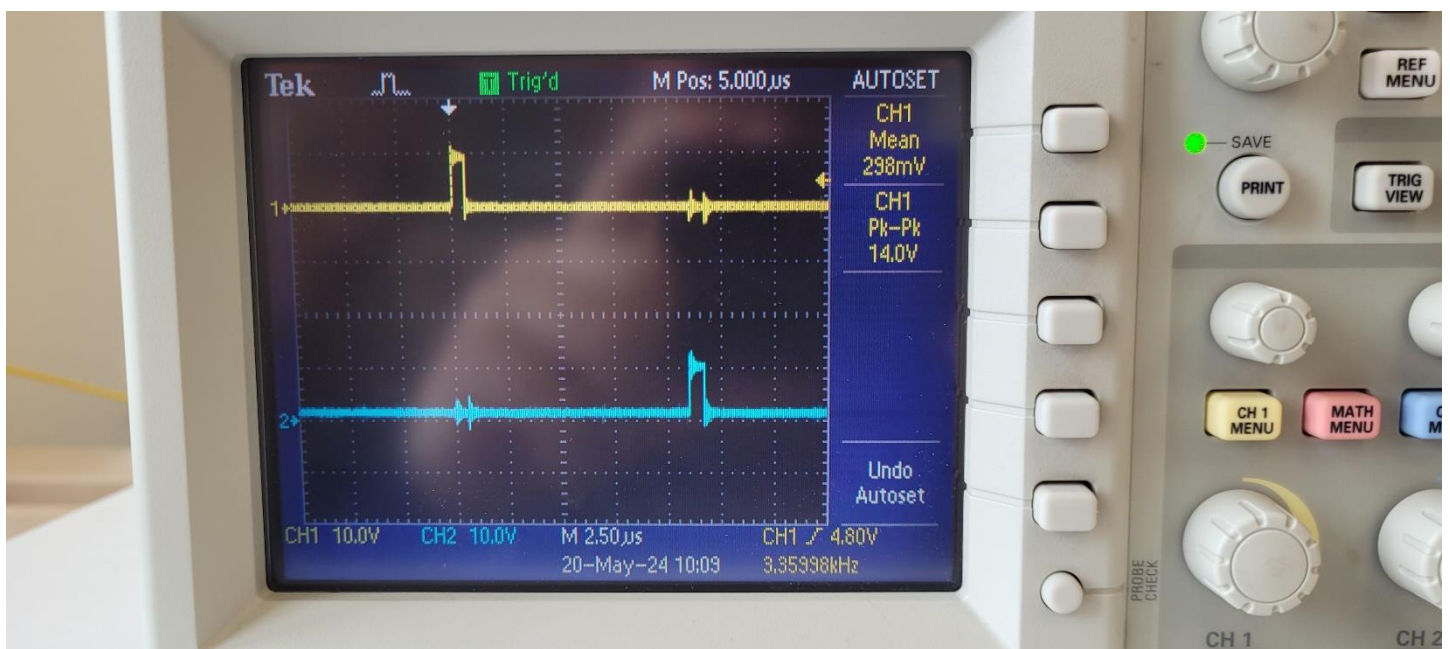 Tek Trig'd M Pos: 5.000µs AUTOSET
CH1
Mean
298mV
CH1
Pk-Pk
14.0V
1
2
Undo
Autoset
CH1 10.0V CH2 10.0V M 2.50µs CH1 4.80V
20-May-24 10:09 3.35998kHz
REF
MENU
SAVE
PRINT
TRIG
VIEW
CH 1
MENU
MATH
MENU
PROBE
CHECK
CH 1
CH 2